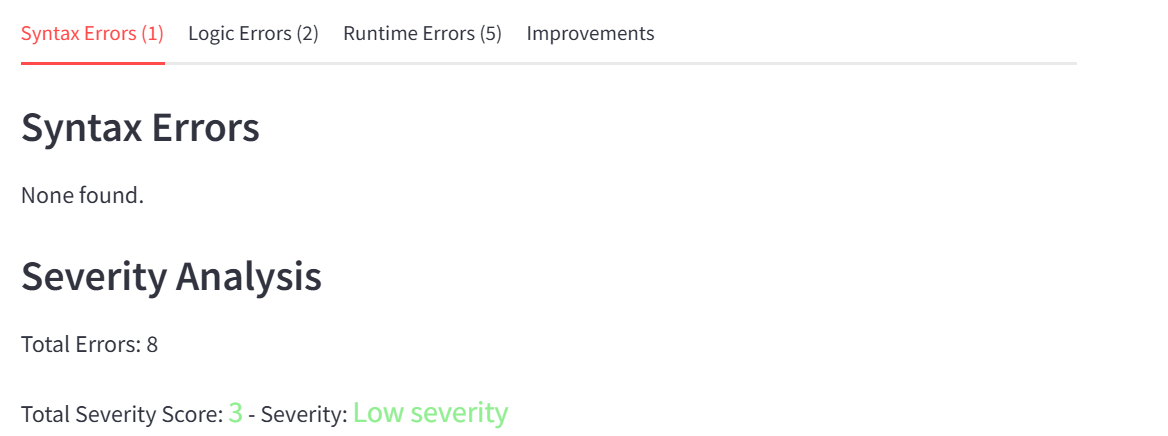 Syntax Errors (1) Logic Errors (2) Runtime Errors (5) Improvements
Syntax Errors
None found.
Severity Analysis
Total Errors: 8
Total Severity Score: 3 - Severity: Low severity